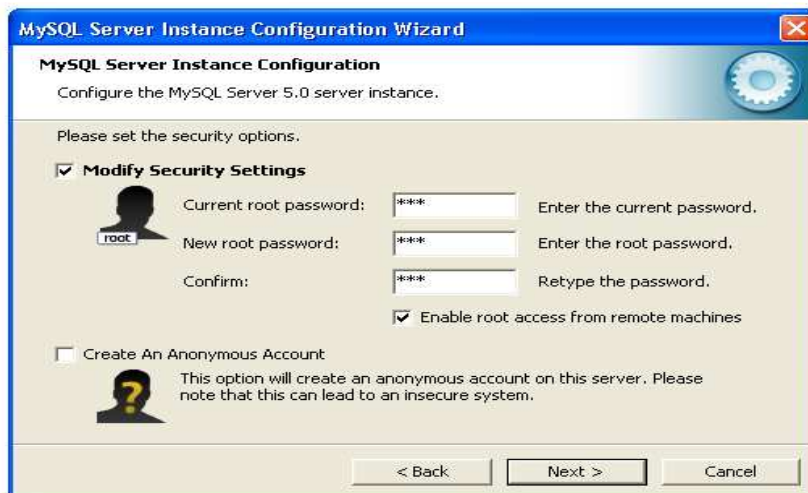 MySQL Server Instance Configuration Wizard
MySQL Server Instance Configuration
Configure the MySQL Server 5.0 server instance.
Please set the security options.
Modify Security Settings
root
Current root password: *** Enter the current password.
New root password: *** Enter the root password.
Confirm: *** Retype the password.
Enable root access from remote machines
Create An Anonymous Account
This option will create an anonymous account on this server. Please
note that this can lead to an insecure system.
< Back Next > Cancel